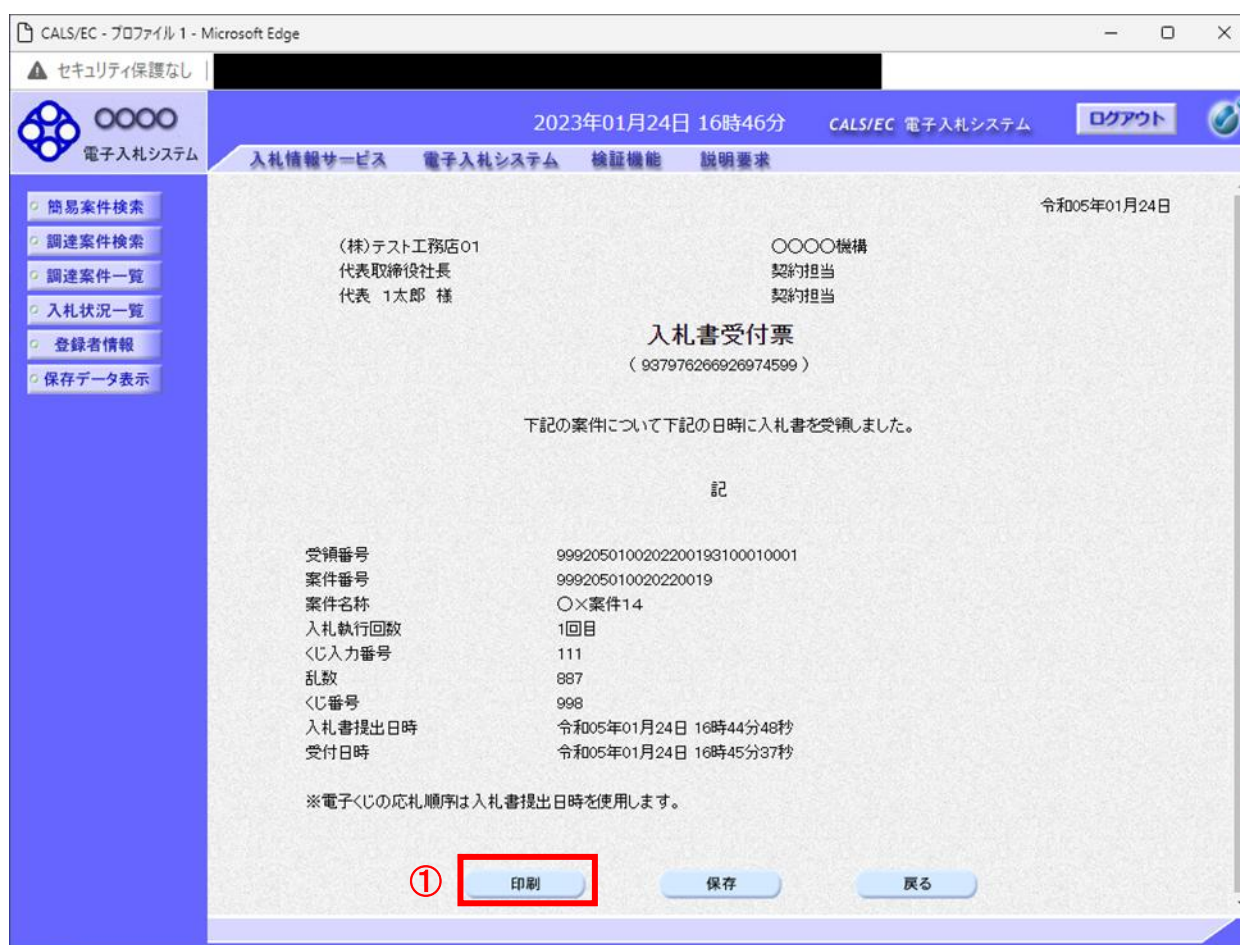 CALS/EC - プロファイル 1 - Microsoft Edge
セキュリティ保護なし
〇〇〇〇
電子入札システム
2023年01月24日 16時46分
CALS/EC 電子入札システム
ログアウト
入札情報サービス 電子入札システム 検証機能 説明要求
簡易案件検索
調達案件検索
調達案件一覧
入札状況一覧
登録者情報
保存データ表示
令和05年01月24日
(株)テスト工務店01
代表取締役社長
代表 1太郎 様
〇〇〇〇機構
契約担当
契約担当
入札書受付票
( 937976266926974599 )
下記の案件について下記の日時に入札書を受領しました。
記
受領番号 9992050100202200193100010001
案件番号 999205010020220019
案件名称 〇×案件14
入札執行回数 1回目
くじ入力番号 111
乱数 887
くじ番号 998
入札書提出日時 令和05年01月24日 16時44分48秒
受付日時 令和05年01月24日 16時45分37秒
※電子くじの応札順序は入札書提出日時を使用します。
① 印刷 保存 戻る